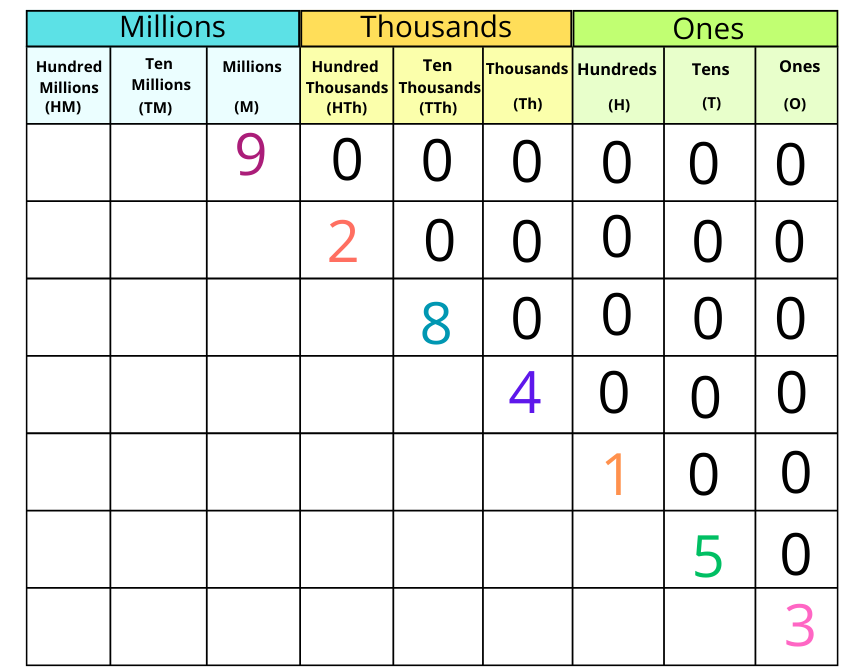 Millions Thousands Ones
Hundred Millions (HM) Ten Millions (TM) Millions (M) Hundred Thousands (HTh) Ten Thousands (TTh) Thousands (Th) Hundreds (H) Tens (T) Ones (O)
9 0 0 0 0 0 0
2 0 0 0 0 0
8 0 0 0 0
4 0 0 0
1 0 0
5 0
3